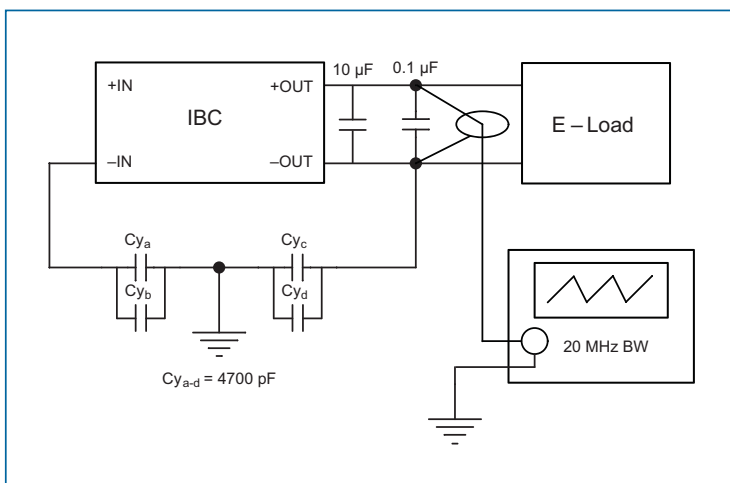 10 µF
0.1 µF
+IN
+OUT
IBC
E – Load
–IN
–OUT
Cya
Cyc
Cyb
Cyd
20 MHz BW
Cya-d = 4700 pF